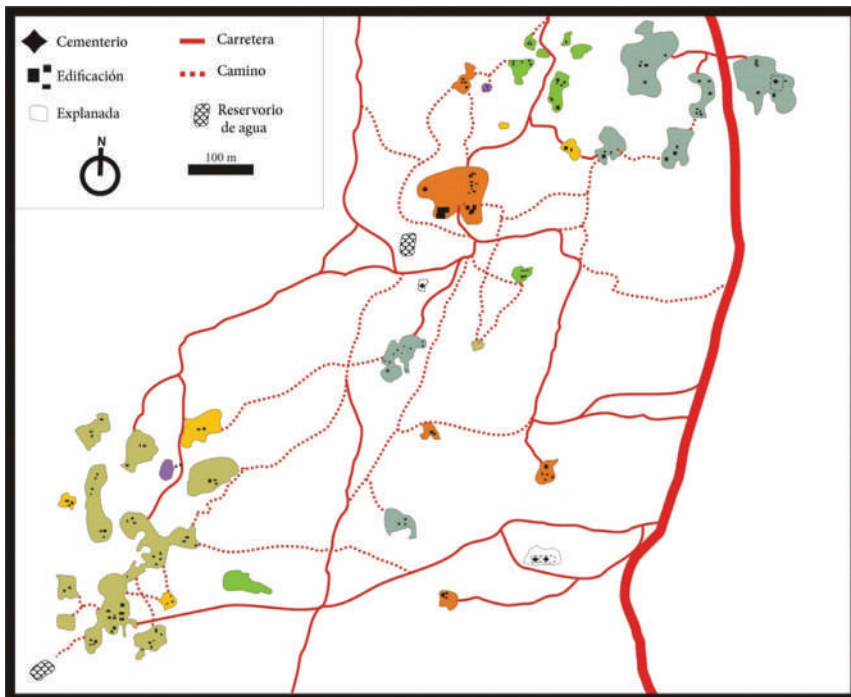 Cementerio
Carretera
Edificación
Camino
Explanada
Reservorio
de agua
N
100 m